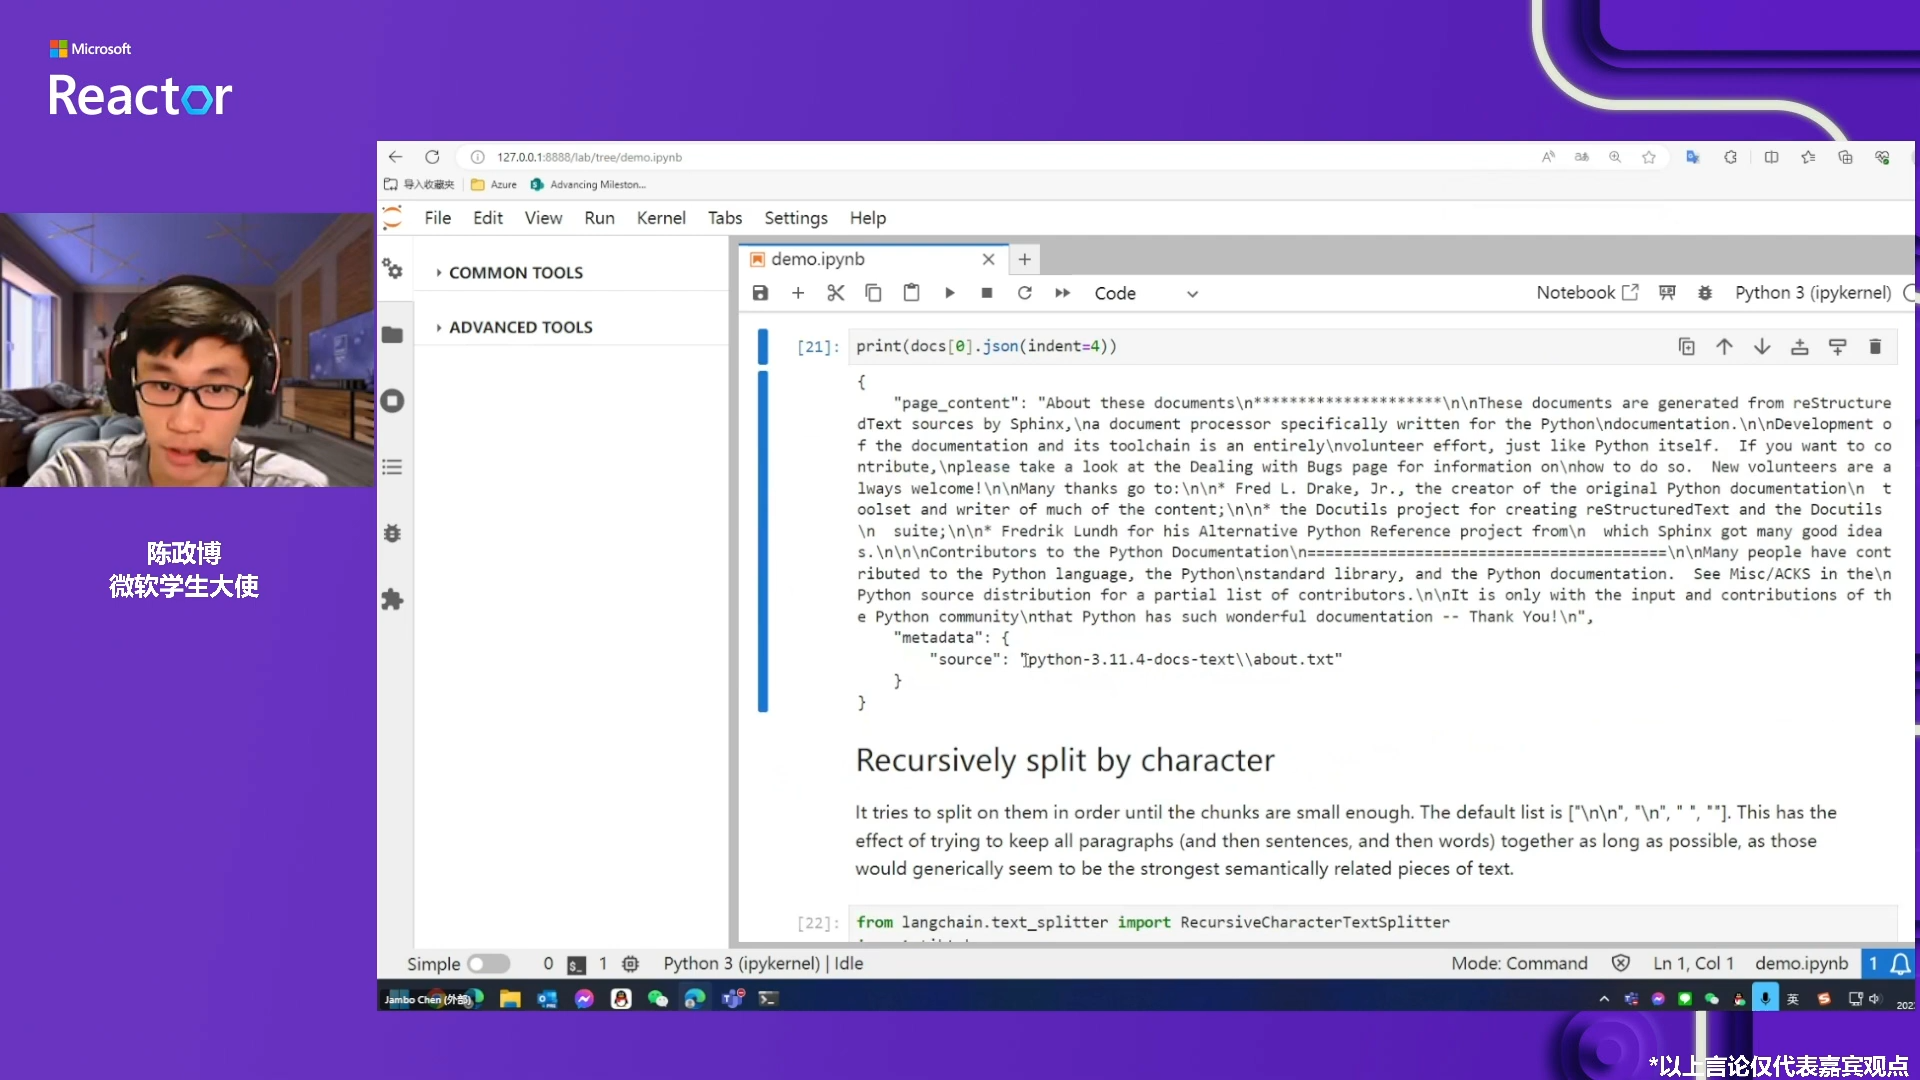 Microsoft
Reactor
127.0.0.1:8888/lab/tree/demo.ipynb
导入收藏夹 Azure Advancing Mileston...
File Edit View Run Kernel Tabs Settings Help
COMMON TOOLS
ADVANCED TOOLS
demo.ipynb
Code
Notebook
Python 3 (ipykernel)
[21]: print(docs[0].json(indent=4))
{
"page_content": "About these documents\n*********************\n\nThese documents are generated from reStructure
dText sources by Sphinx,\na document processor specifically written for the Python\ndocumentation.\n\nDevelopment o
f the documentation and its toolchain is an entirely\nvolunteer effort, just like Python itself.  If you want to co
ntribute,\nplease take a look at the Dealing with Bugs page for information on\nhow to do so.  New volunteers are a
lways welcome!\n\nMany thanks go to:\n\n* Fred L. Drake, Jr., the creator of the original Python documentation\n  t
oolset and writer of much of the content;\n\n* the Docutils project for creating reStructuredText and the Docutils
\n  suite;\n\n* Fredrik Lundh for his Alternative Python Reference project from\n  which Sphinx got many good idea
s.\n\n\nContributors to the Python Documentation\n========================================\n\nMany people have cont
ributed to the Python language, the Python\nstandard library, and the Python documentation.  See Misc/ACKS in the\n
Python source distribution for a partial list of contributors.\n\nIt is only with the input and contributions of th
e Python community\nthat Python has such wonderful documentation -- Thank You!\n",
"metadata": {
"source": "python-3.11.4-docs-text\\about.txt"
}
}
Recursively split by character
It tries to split on them in order until the chunks are small enough. The default list is ["\n\n", "\n", " ", ""]. This has the
effect of trying to keep all paragraphs (and then sentences, and then words) together as long as possible, as those
would generically seem to be the strongest semantically related pieces of text.
[22]: from langchain.text_splitter import RecursiveCharacterTextSplitter
Simple 0 1 Python 3 (ipykernel) | Idle Mode: Command Ln 1, Col 1 demo.ipynb 1
Jambo Chen (外部)
英
202
陈政博
微软学生大使
*以上言论仅代表嘉宾观点